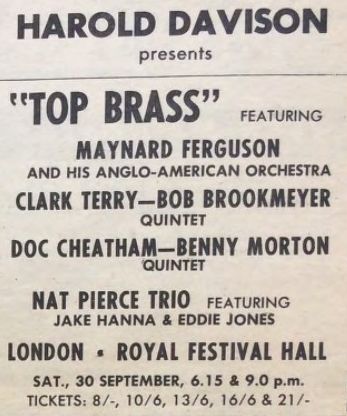 HAROLD DAVISON
presents
"TOP BRASS" FEATURING
MAYNARD FERGUSON
AND HIS ANGLO-AMERICAN ORCHESTRA
CLARK TERRY—BOB BROOKMEYER
QUINTET
DOC CHEATHAM—BENNY MORTON
QUINTET
NAT PIERCE TRIO FEATURING
JAKE HANNA & EDDIE JONES
LONDON • ROYAL FESTIVAL HALL
SAT., 30 SEPTEMBER, 6.15 & 9.0 p.m.
TICKETS: 8/-, 10/6, 13/6, 16/6 & 21/-